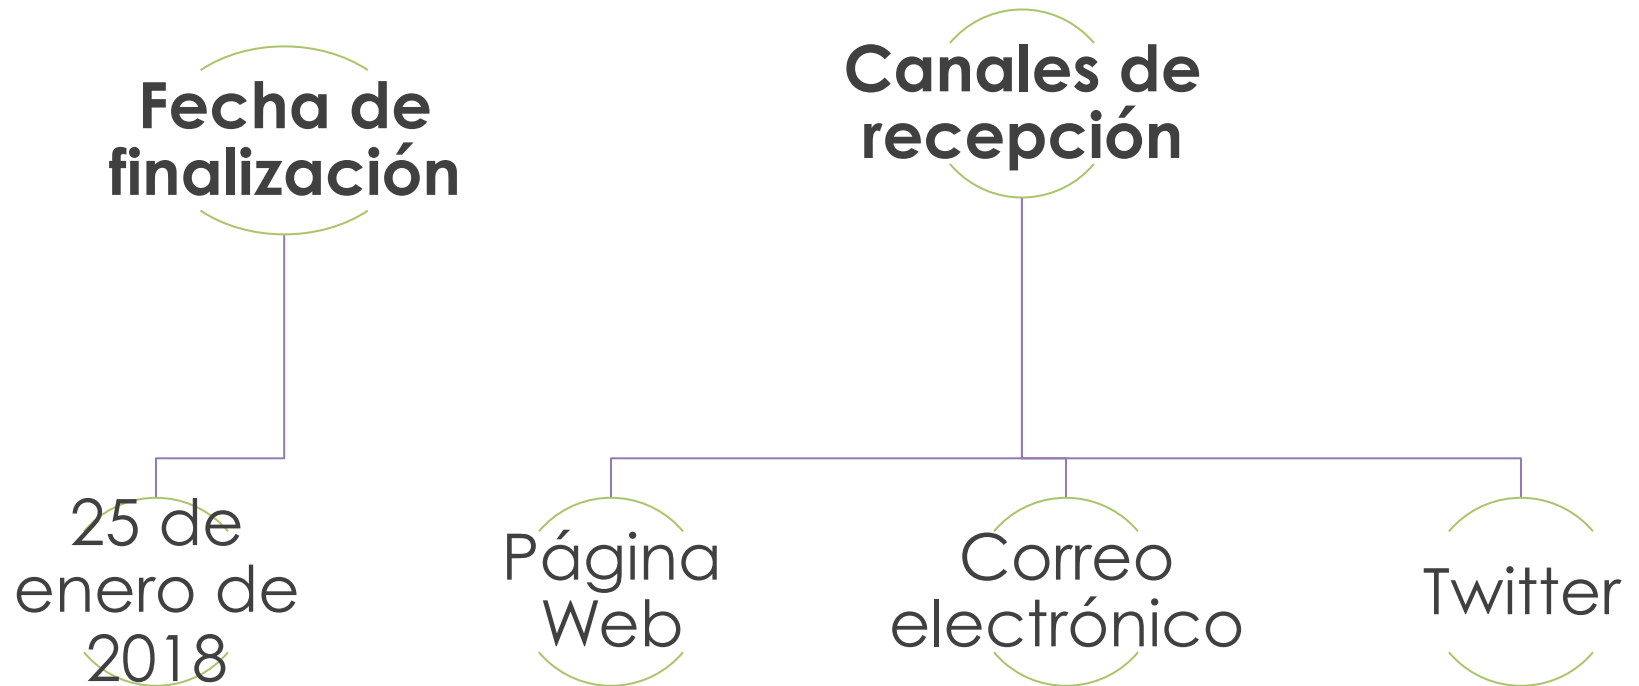 Fecha de
finalización
25 de
enero de
2018
Canales de
recepción
Página
Web
Correo
electrónico
Twitter